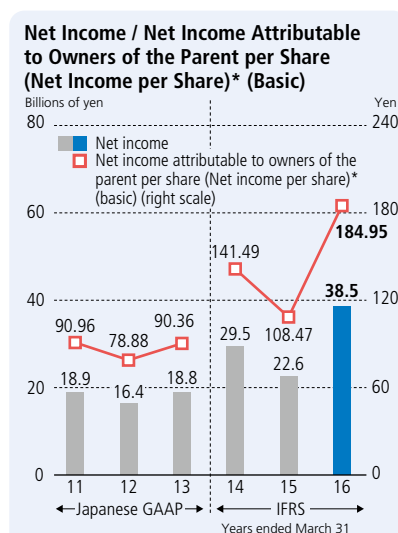 Net Income / Net Income Attributable
to Owners of the Parent per Share
(Net Income per Share)* (Basic)
Billions of yen
Yen
80
240
Net income
Net income attributable to owners of the
parent per share (Net income per share)*
(basic) (right scale)
60
180
184.95
141.49
40
120
38.5
90.96
78.88
90.36
29.5
108.47
22.6
20
60
18.9
16.4
18.8
0
0
11
12
13
14
15
16
Japanese GAAP
IFRS
Years ended March 31